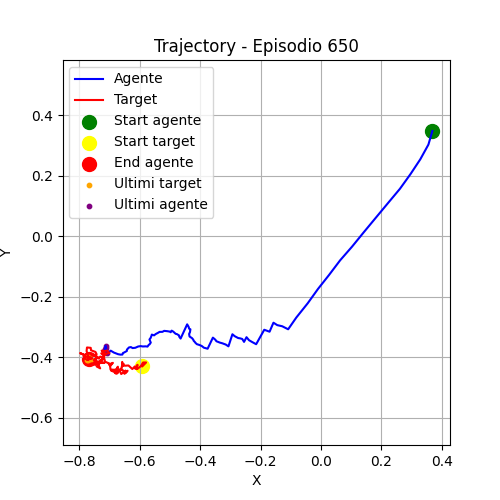 Trajectory - Episodio 650
Agente
Target
Start agente
Start target
End agente
Ultimi target
Ultimi agente
Y
0.4
0.2
0.0
−0.2
−0.4
−0.6
−0.8 −0.6 −0.4 −0.2 0.0 0.2 0.4
X